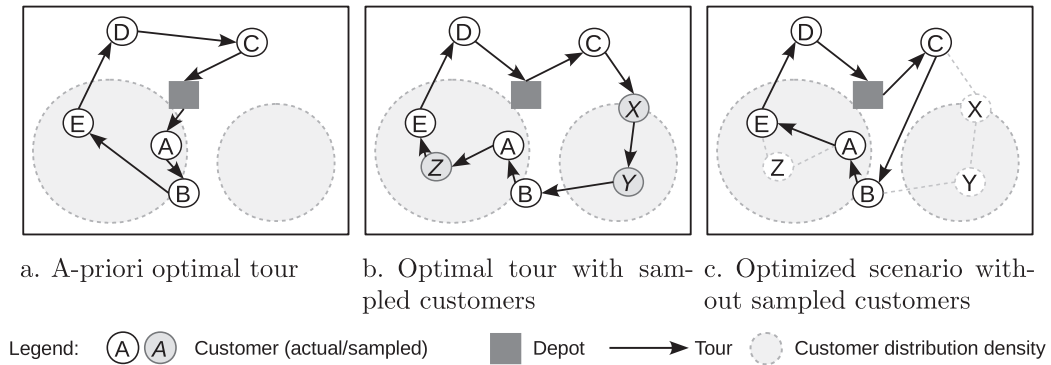 D
C
E
A
B
D
C
X
E
A
Z
Y
B
D
C
X
E
A
Z
Y
B
a. A-priori optimal tour
b. Optimal tour with sam-
pled customers
c. Optimized scenario with-
out sampled customers
Legend: A A Customer (actual/sampled) Depot Tour Customer distribution density